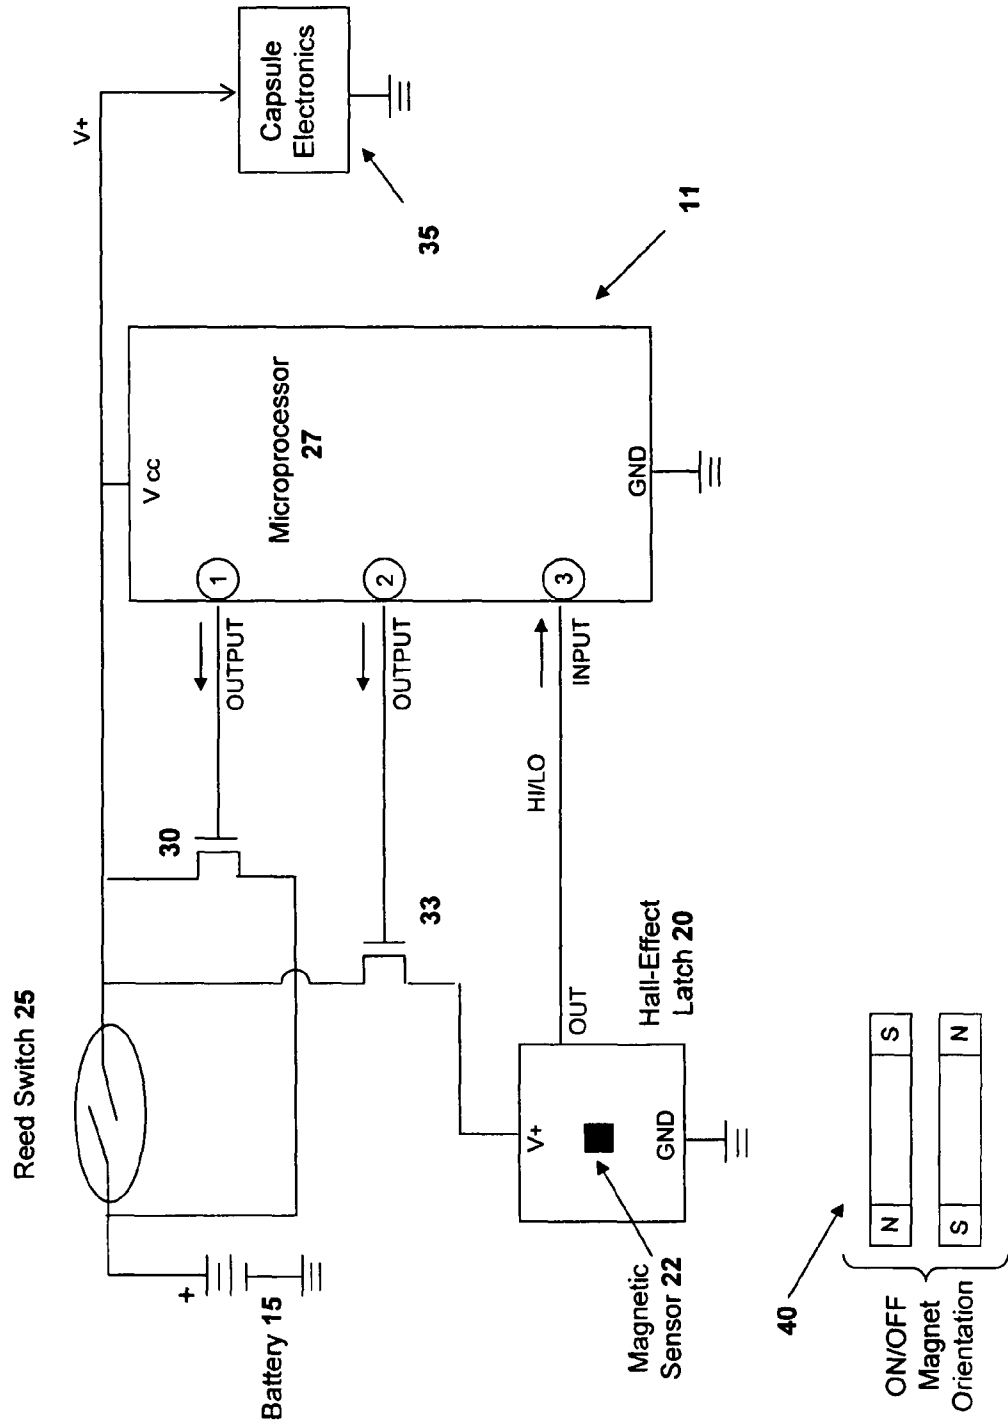 Reed Switch 25
+
Battery 15
V+
Capsule
Electronics
35
11
Vcc
Microprocessor
27
GND
1
2
3
OUTPUT
OUTPUT
INPUT
HI/LO
30
33
Hall-Effect
Latch 20
OUT
V+
GND
Magnetic
Sensor 22
40
N
S
S
N
ON/OFF
Magnet
Orientation